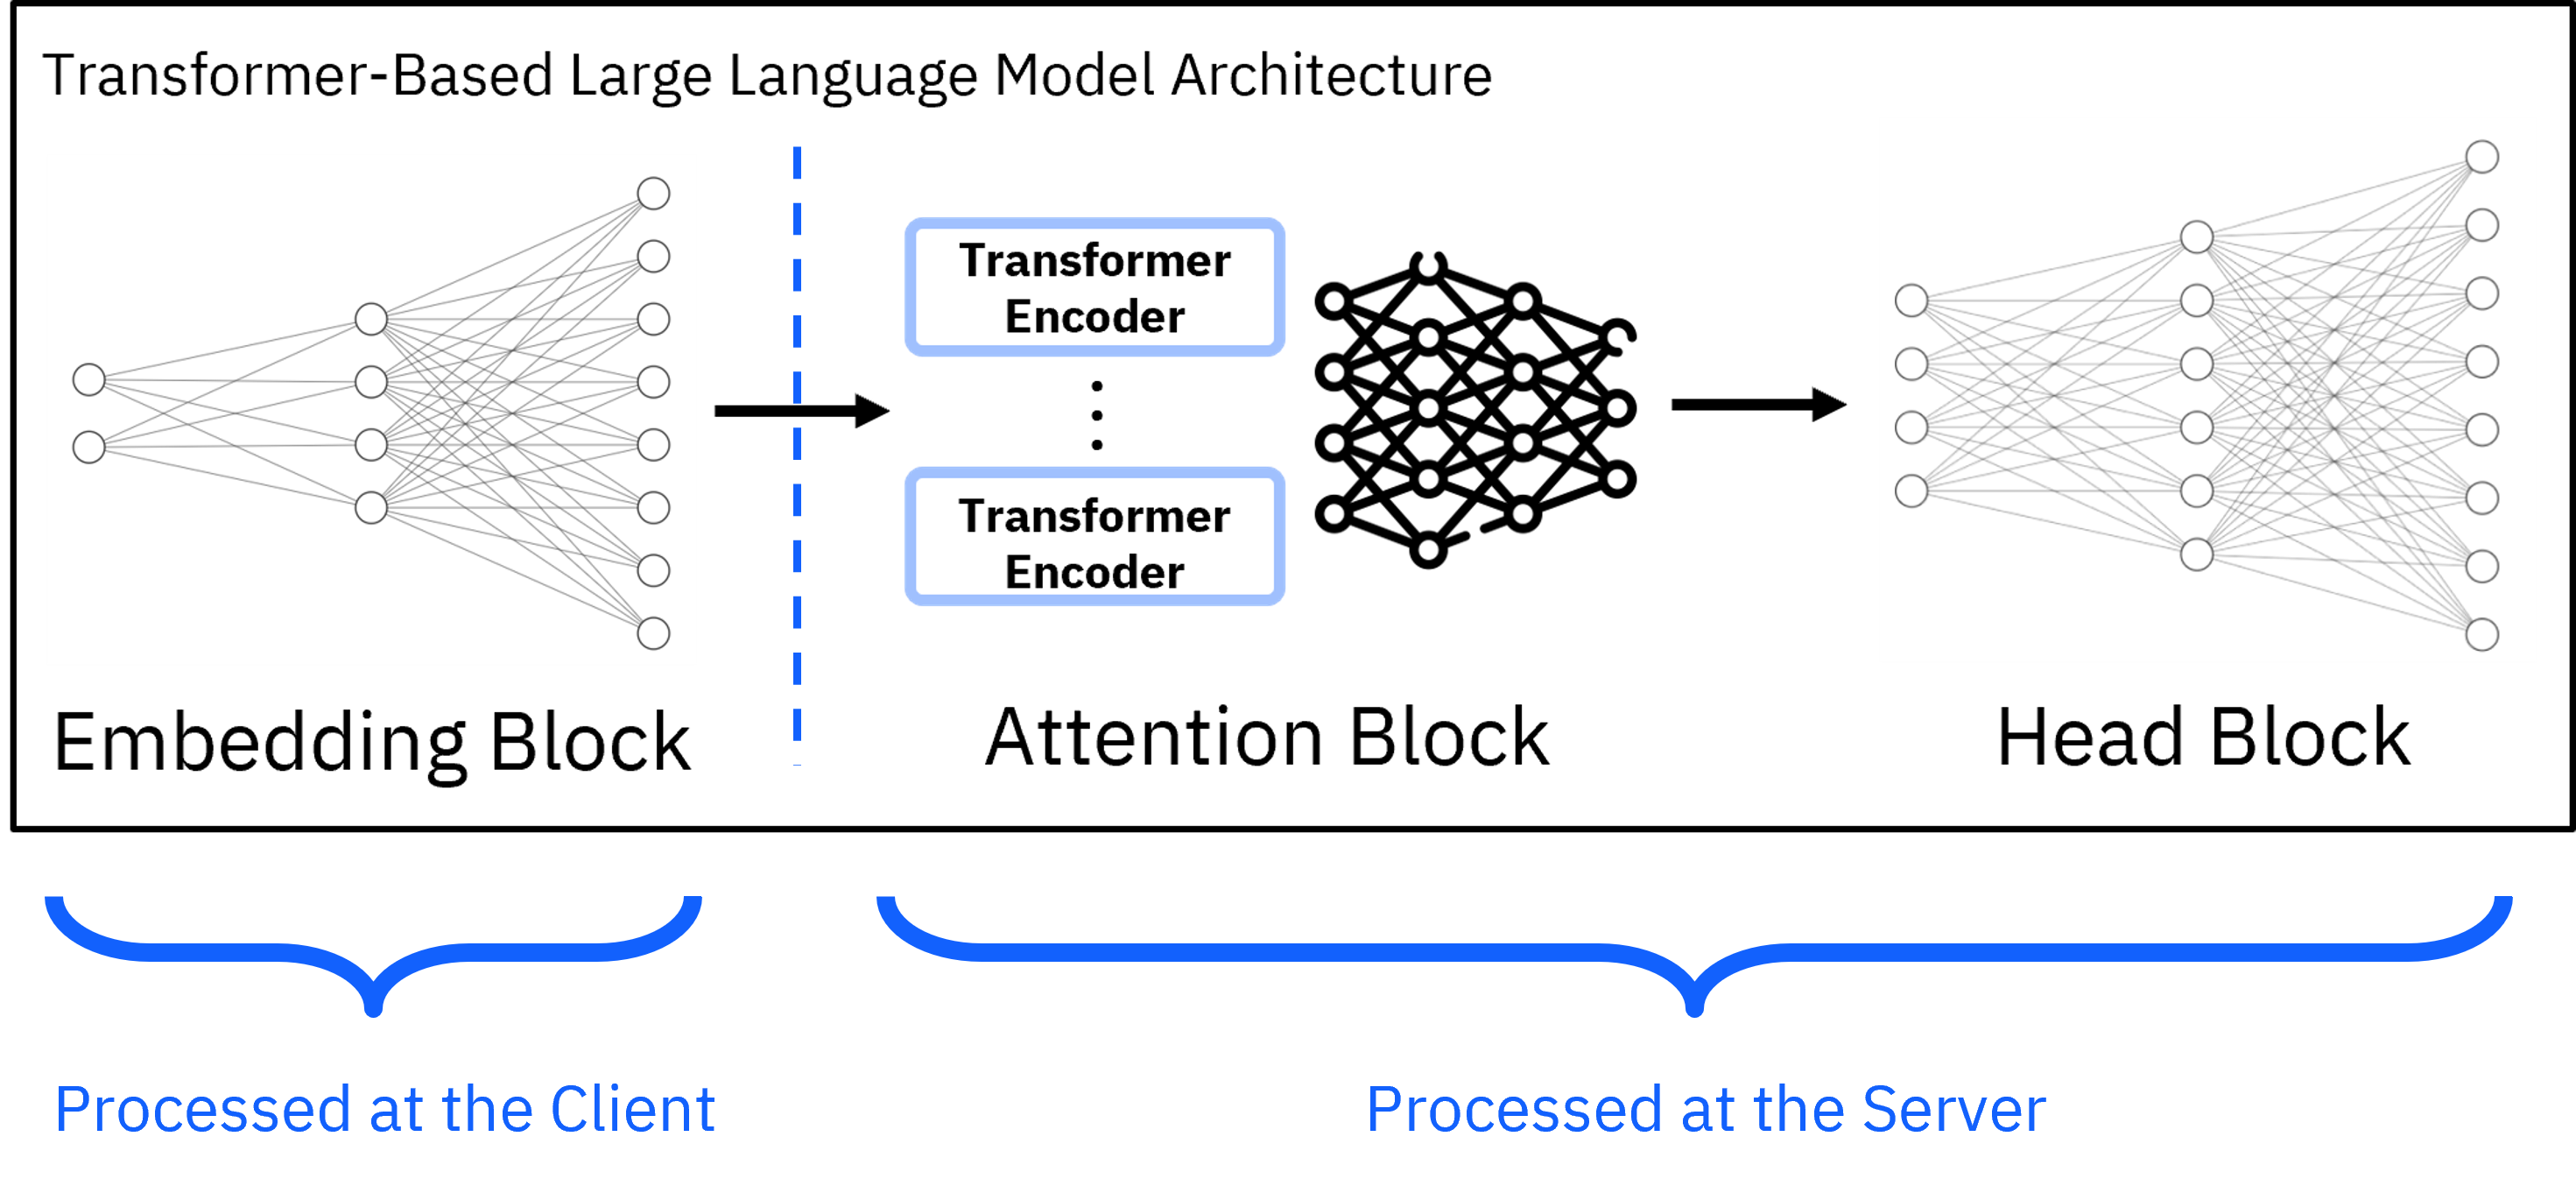 Transformer-Based Large Language Model Architecture
Transformer
Encoder
Transformer
Encoder
Embedding Block
Attention Block
Head Block
Processed at the Client
Processed at the Server